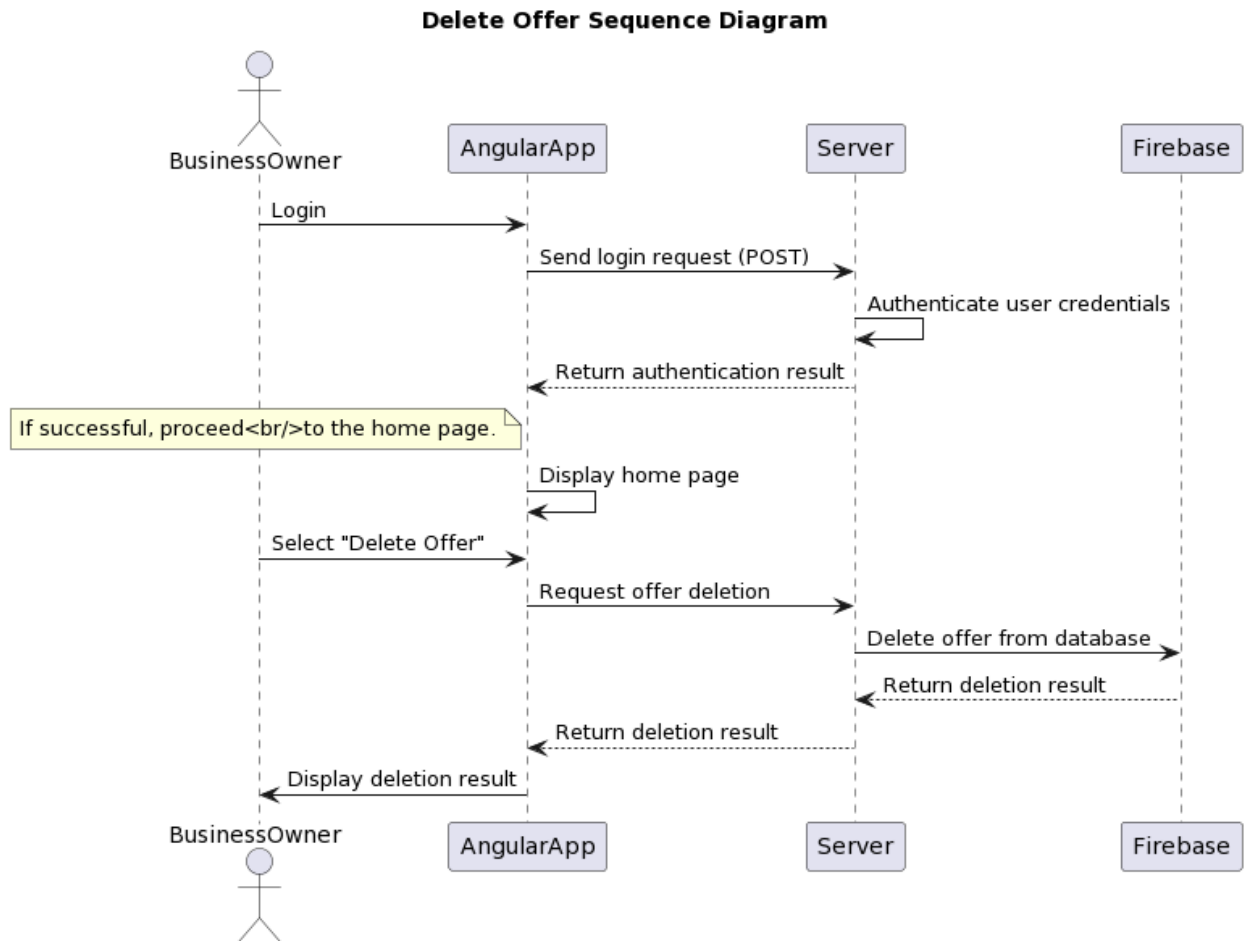 Delete Offer Sequence Diagram
BusinessOwner
AngularApp
Server
Firebase
Login
Send login request (POST)
Authenticate user credentials
Return authentication result
If successful, proceed<br/>to the home page.
Display home page
Select "Delete Offer"
Request offer deletion
Delete offer from database
Return deletion result
Return deletion result
Display deletion result
BusinessOwner
AngularApp
Server
Firebase